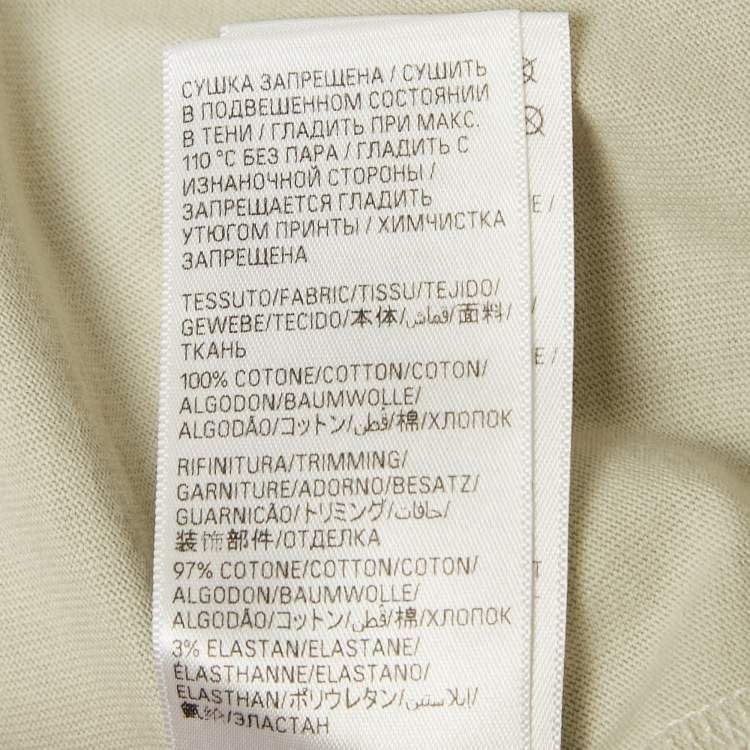 СУШКА ЗАПРЕЩЕНА / СУШИТЬ
В ПОДВЕШЕННОМ СОСТОЯНИИ
В ТЕНИ / ГЛАДИТЬ ПРИ МАКС.
110 °C БЕЗ ПАРА / ГЛАДИТЬ С
ИЗНАНОЧНОЙ СТОРОНЫ /
ЗАПРЕЩАЕТСЯ ГЛАДИТЬ
УТЮГОМ ПРИНТЫ / ХИМЧИСТКА
ЗАПРЕЩЕНА
TESSUTO/FABRIC/TISSU/TEJIDO/
GEWEBE/TECIDO/本体/قماش/面料/
ТКАНЬ
100% COTONE/COTTON/COTON/
ALGODON/BAUMWOLLE/
ALGODÃO/コットン/قطن/棉/ХЛОПОК
RIFINITURA/TRIMMING/
GARNITURE/ADORNO/BESATZ/
GUARNICÃO/トリミング/حافات/
装饰部件/ОТДЕЛКА
97% COTONE/COTTON/COTON/
ALGODON/BAUMWOLLE/
ALGODÃO/コットン/قطن/棉/ХЛОПОК
3% ELASTAN/ELASTANE/
ÉLASTHANNE/ELASTANO/
ELASTHAN/ポリウレタン/ايلاستين/
氨纶/ЭЛАСТАН
E /
E /
T